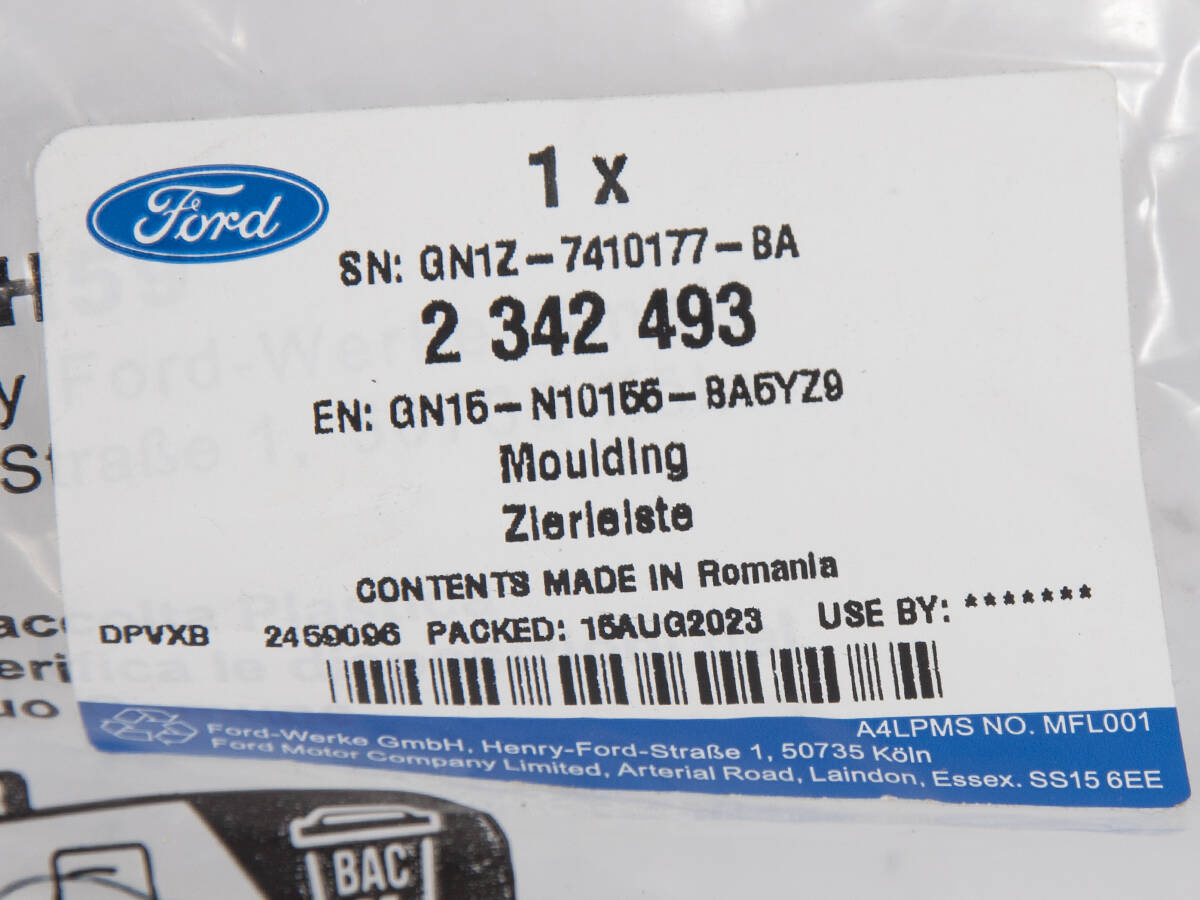 Ford
1 x
SN: GN1Z-7410177-BA
2 342 493
EN: GN15-N10155-BA5YZ9
Moulding
Zierleiste
CONTENTS MADE IN Romania
DPVXB 2459096 PACKED: 15AUG2023 USE BY: *******
A4LPMS NO. MFL001
Ford-Werke GmbH, Henry-Ford-Straße 1, 50735 Köln
Ford Motor Company Limited, Arterial Road, Laindon, Essex. SS15 6EE
BAC